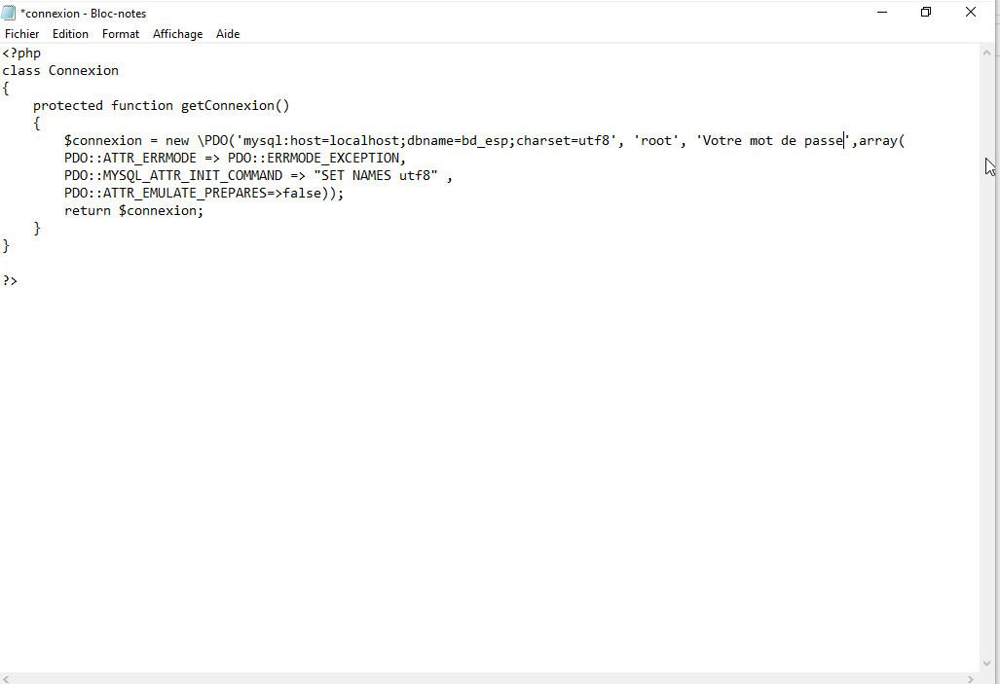 *connexion - Bloc-notes
Fichier Edition Format Affichage Aide
<?php
class Connexion
{
    protected function getConnexion()
    {
        $connexion = new \PDO('mysql:host=localhost;dbname=bd_esp;charset=utf8', 'root', 'Votre mot de passe',array(
        PDO::ATTR_ERRMODE => PDO::ERRMODE_EXCEPTION,
        PDO::MYSQL_ATTR_INIT_COMMAND => "SET NAMES utf8" ,
        PDO::ATTR_EMULATE_PREPARES=>false));
        return $connexion;
    }
}
?>